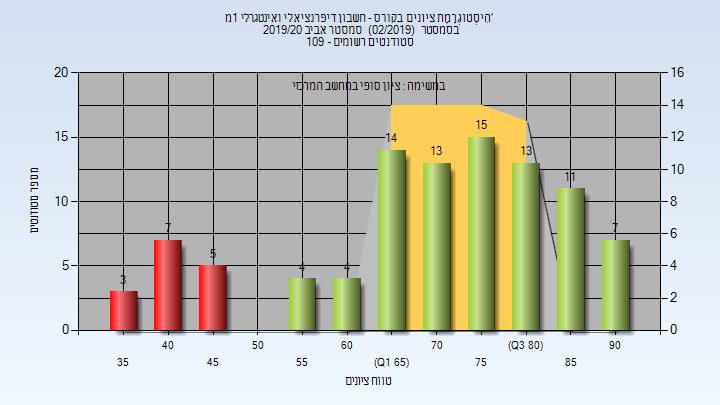 'הִיסְטוֹגְרָמַת ציונים בקורס - חשבון דיפרנציאלי ואינטגרלי 1מ
בסמסטר (02/2019) סמסטר אביב 2019/20
סטודנטים רשומים - 109
במשימה : ציון סופי במחשב המרכזי
20 16
14
15 12
10 10
8
6
5 4
2
0 0
3 7 5 4 4 14 13 15 13 11 7
מספר סטודנטים
40 50 60 70 (Q3 80) 90
35 45 55 (Q1 65) 75 85
טווח ציונים